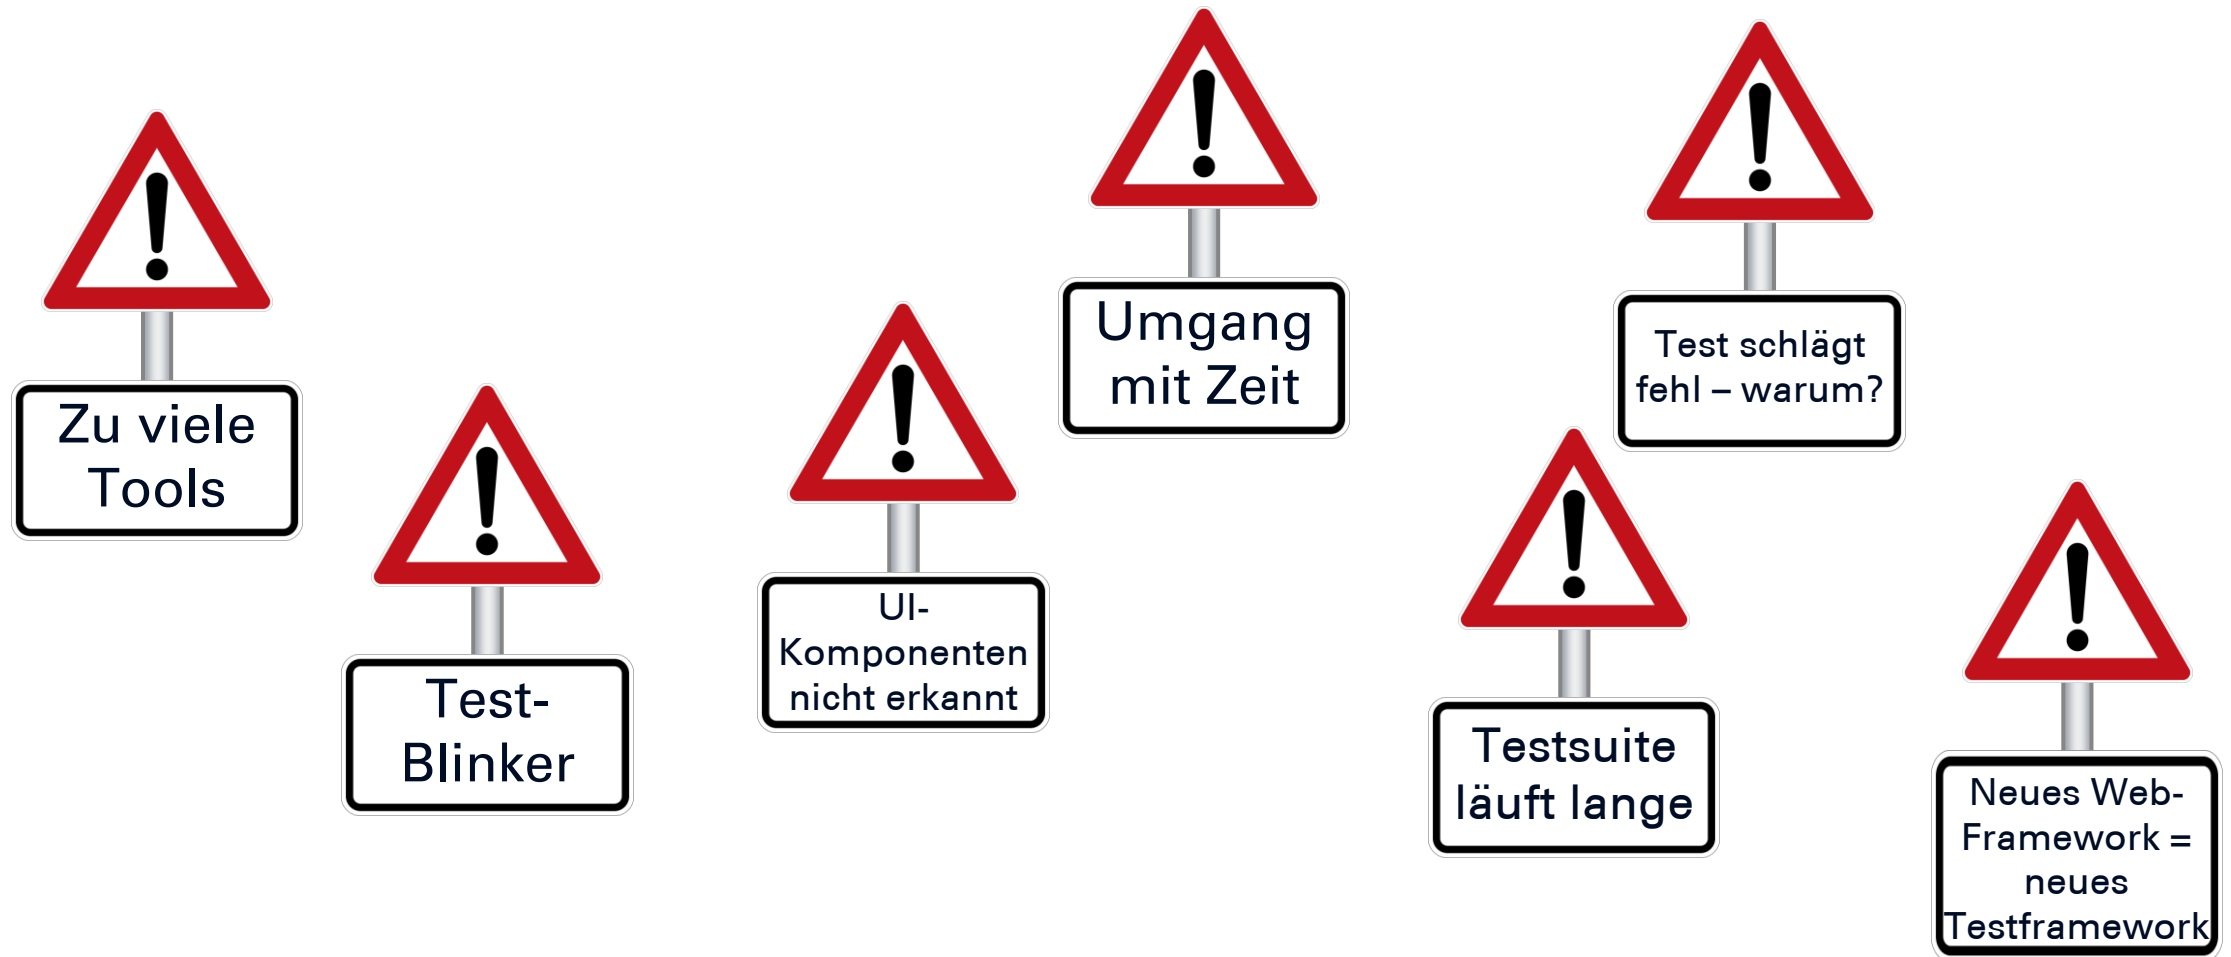 Zu viele
Tools
Test-
Blinker
UI-
Komponenten
nicht erkannt
Umgang
mit Zeit
Testsuite
läuft lange
Test schlägt
fehl – warum?
Neues Web-
Framework =
neues
Testframework